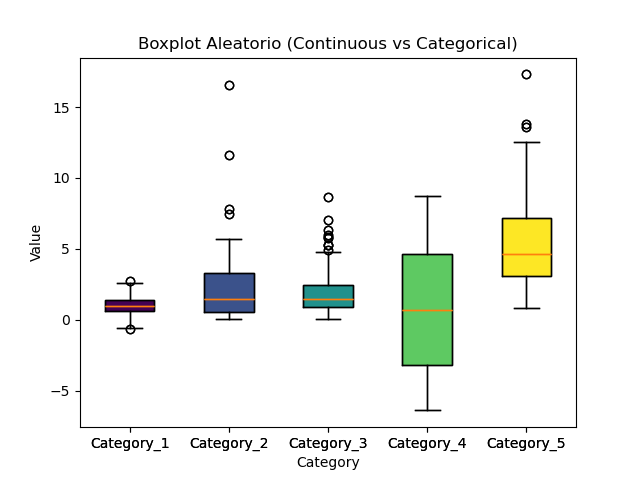 Boxplot Aleatorio (Continuous vs Categorical)
Value
15
10
5
0
−5
Category_1 Category_2 Category_3 Category_4 Category_5
Category